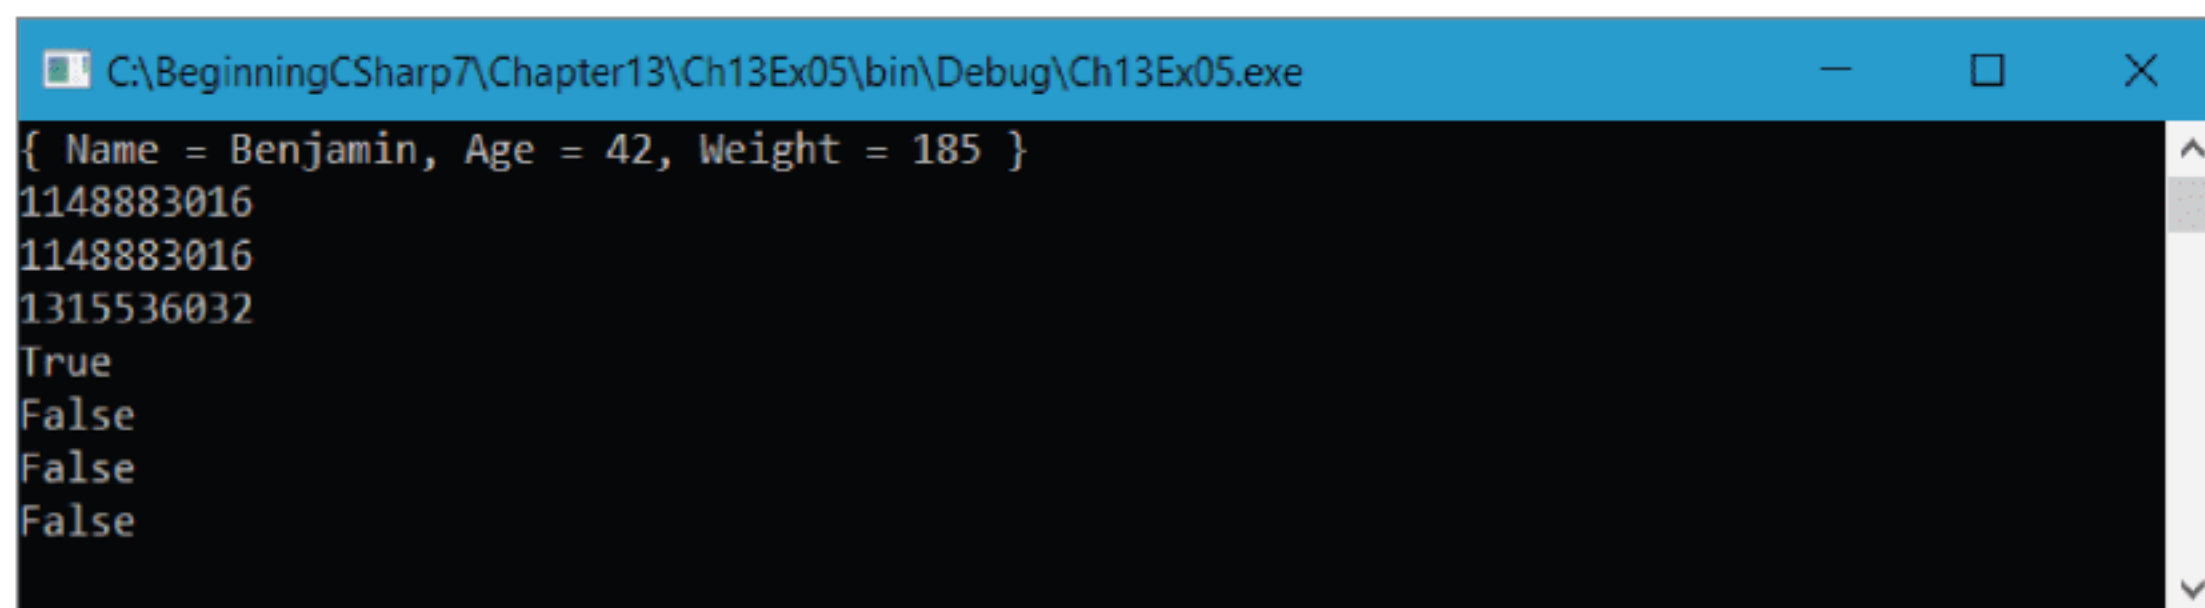 C:\BeginningCSharp7\Chapter13\Ch13Ex05\bin\Debug\Ch13Ex05.exe
{ Name = Benjamin, Age = 42, Weight = 185 }
1148883016
1148883016
1315536032
True
False
False
False